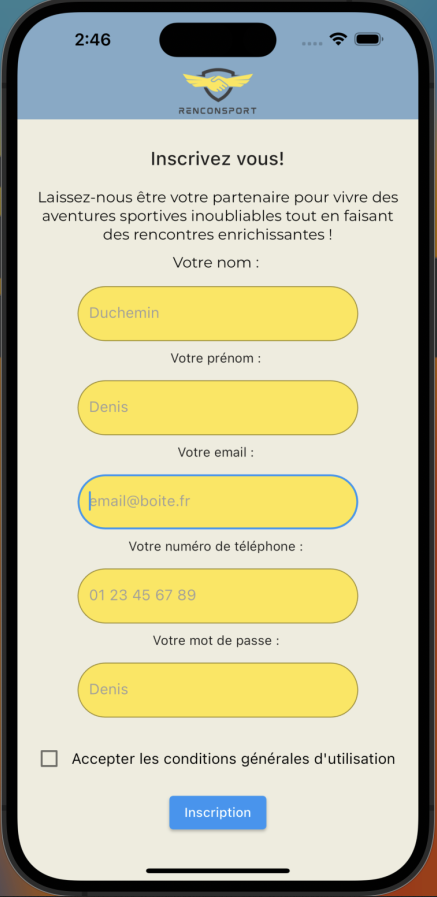 2:46
RENCONSPORT
Inscrivez vous!
Laissez-nous être votre partenaire pour vivre des
aventures sportives inoubliables tout en faisant
des rencontres enrichissantes !
Votre nom :
Duchemin
Votre prénom :
Denis
Votre email :
email@boite.fr
Votre numéro de téléphone :
01 23 45 67 89
Votre mot de passe :
Denis
Accepter les conditions générales d'utilisation
Inscription